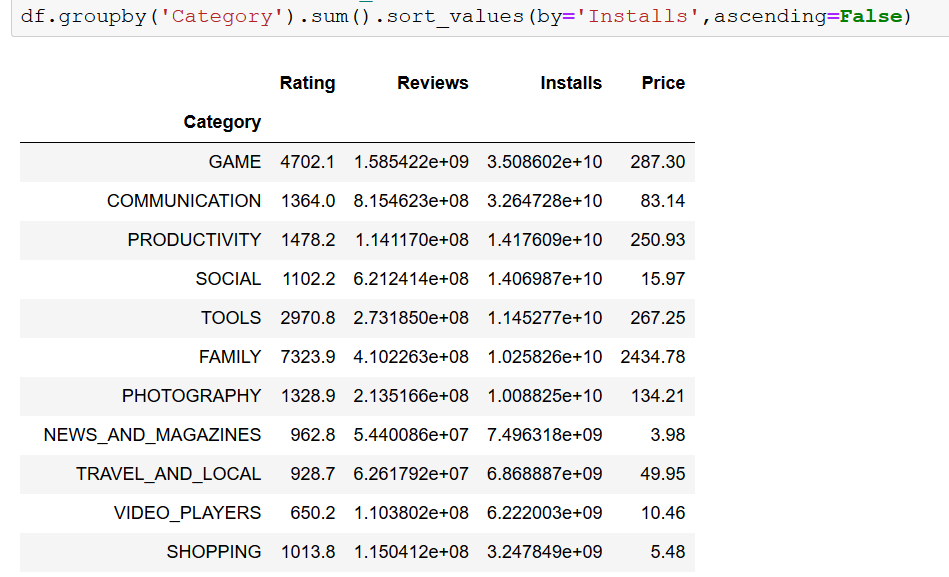 df.groupby('Category').sum().sort_values(by='Installs',ascending=False)
Rating Reviews Installs Price
Category
GAME 4702.1 1.585422e+09 3.508602e+10 287.30
COMMUNICATION 1364.0 8.154623e+08 3.264728e+10 83.14
PRODUCTIVITY 1478.2 1.141170e+08 1.417609e+10 250.93
SOCIAL 1102.2 6.212414e+08 1.406987e+10 15.97
TOOLS 2970.8 2.731850e+08 1.145277e+10 267.25
FAMILY 7323.9 4.102263e+08 1.025826e+10 2434.78
PHOTOGRAPHY 1328.9 2.135166e+08 1.008825e+10 134.21
NEWS_AND_MAGAZINES 962.8 5.440086e+07 7.496318e+09 3.98
TRAVEL_AND_LOCAL 928.7 6.261792e+07 6.868887e+09 49.95
VIDEO_PLAYERS 650.2 1.103802e+08 6.222003e+09 10.46
SHOPPING 1013.8 1.150412e+08 3.247849e+09 5.48